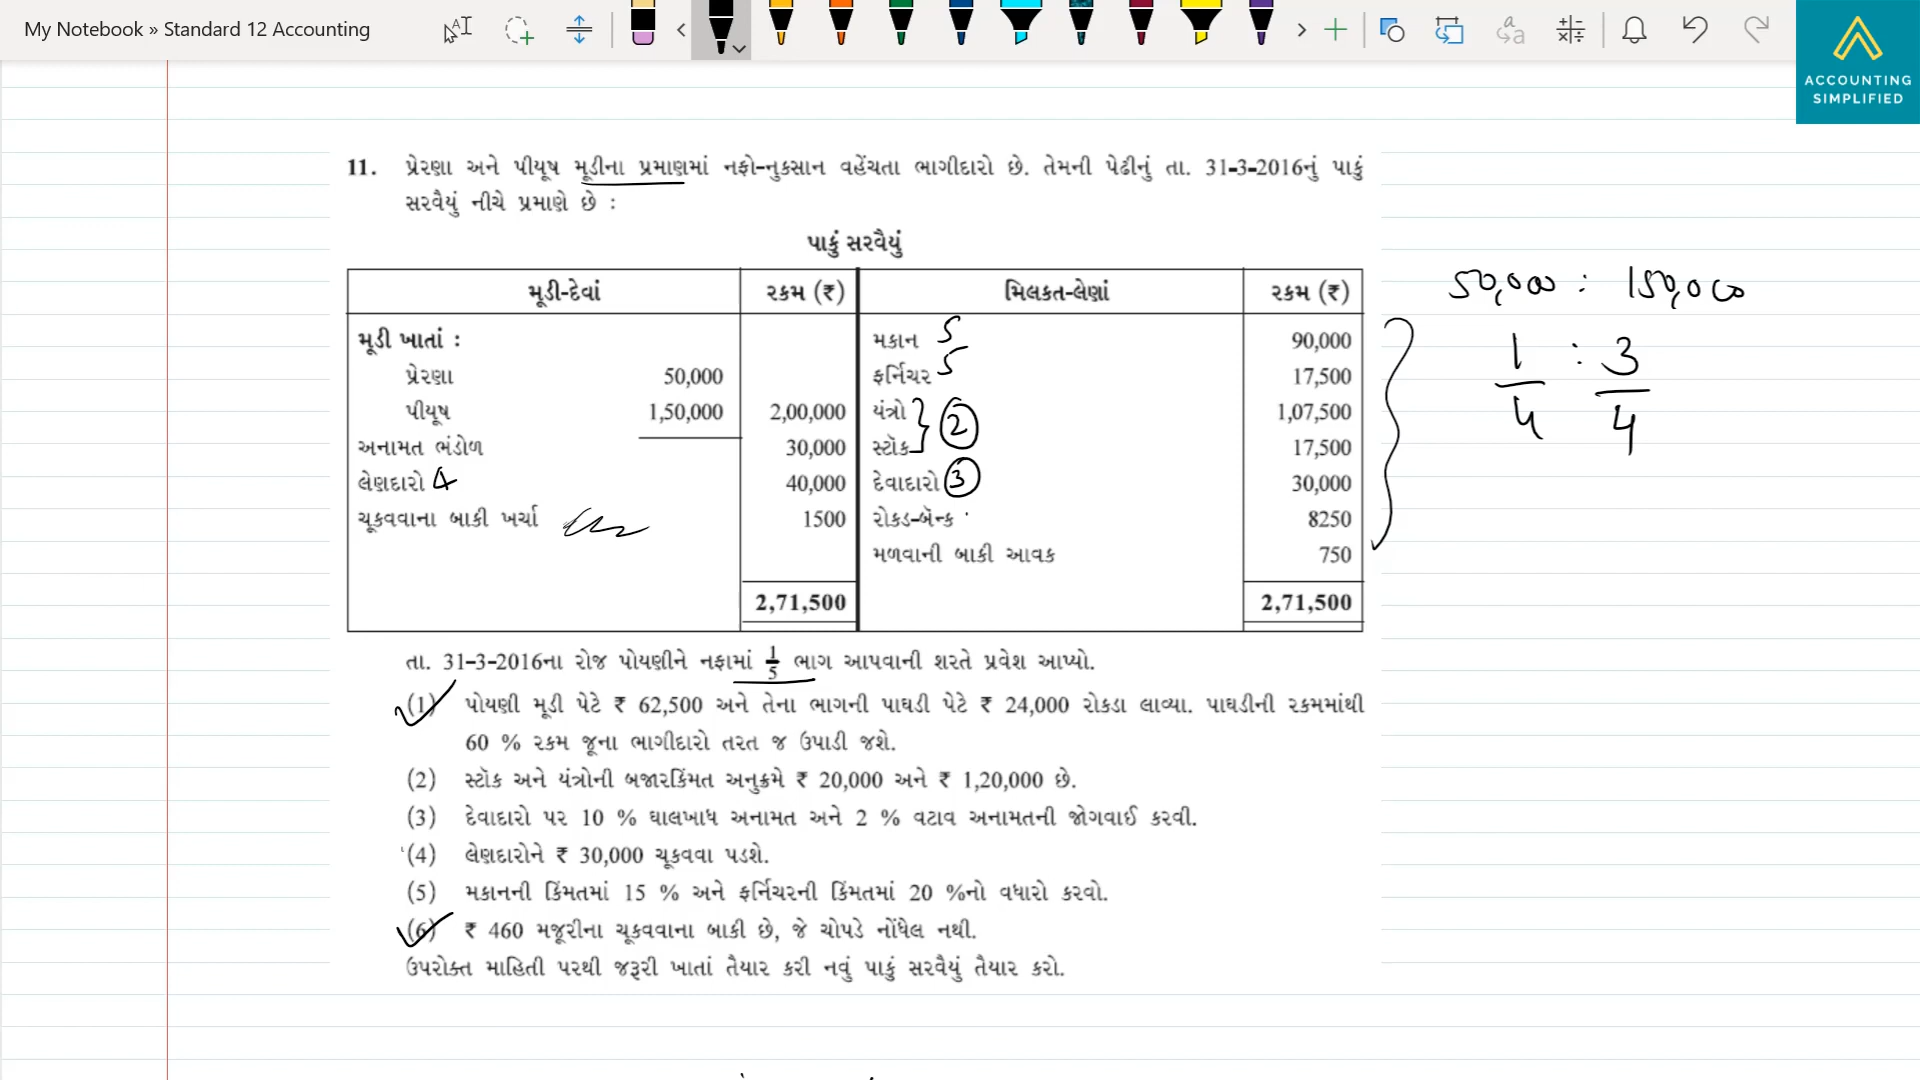 My Notebook » Standard 12 Accounting
ACCOUNTING
SIMPLIFIED
11. પ્રેરણા અને પીયૂષ મૂડીના પ્રમાણમાં નફો-નુકસાન વહેંચતા ભાગીદારો છે. તેમની પેઢીનું તા. 31-3-2016નું પાકું
સરવૈયું નીચે પ્રમાણે છે :
પાકું સરવૈયું
મૂડી-દેવાં રકમ (₹) મિલકત-લેણાં રકમ (₹)
50,000 : 150,000
મૂડી ખાતાં : મકાન 5 90,000
1/4 : 3/4
પ્રેરણા 50,000 ફર્નિચર 5 17,500
પીયૂષ 1,50,000 2,00,000 યંત્રો 1,07,500
2
અનામત ભંડોળ 30,000 સ્ટૉક 17,500
લેણદારો 4 40,000 દેવાદારો 3 30,000
ચૂકવવાના બાકી ખર્ચા 1500 રોકડ-બૅન્ક 8250
મળવાની બાકી આવક 750
2,71,500 2,71,500
તા. 31-3-2016ના રોજ પોયણીને નફામાં 1/5 ભાગ આપવાની શરતે પ્રવેશ આપ્યો.
(1) પોયણી મૂડી પેટે ₹ 62,500 અને તેના ભાગની પાઘડી પેટે ₹ 24,000 રોકડા લાવ્યા. પાઘડીની રકમમાંથી
60 % રકમ જૂના ભાગીદારો તરત જ ઉપાડી જશે.
(2) સ્ટૉક અને યંત્રોની બજારકિંમત અનુક્રમે ₹ 20,000 અને ₹ 1,20,000 છે.
(3) દેવાદારો પર 10 % ઘાલખાધ અનામત અને 2 % વટાવ અનામતની જોગવાઈ કરવી.
(4) લેણદારોને ₹ 30,000 ચૂકવવા પડશે.
(5) મકાનની કિંમતમાં 15 % અને ફર્નિચરની કિંમતમાં 20 %નો વધારો કરવો.
(6) ₹ 460 મજૂરીના ચૂકવવાના બાકી છે, જે ચોપડે નોંધેલ નથી.
ઉપરોક્ત માહિતી પરથી જરૂરી ખાતાં તૈયાર કરી નવું પાકું સરવૈયું તૈયાર કરો.